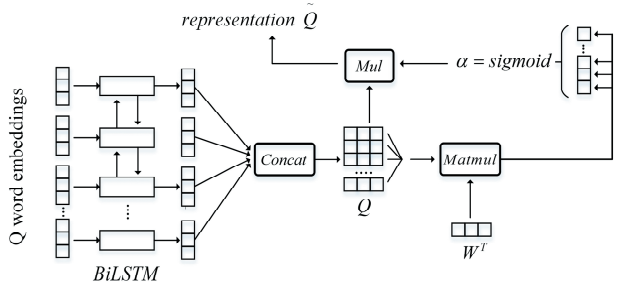 representation Q̃
Mul
α = sigmoid
Q word embeddings
Concat
Matmul
Q
W^T
BiLSTM